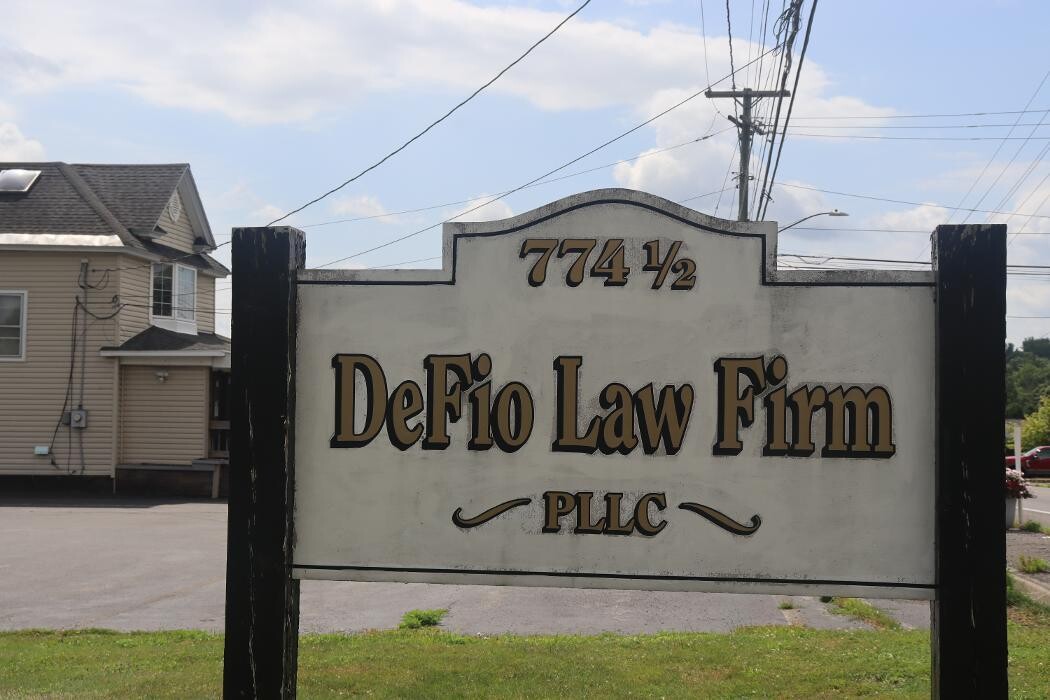 774 ½
DeFio Law Firm
PLLC